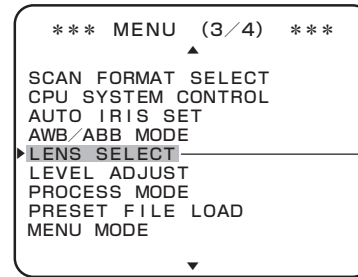 *** MENU (3/4) ***
SCAN FORMAT SELECT
CPU SYSTEM CONTROL
AUTO IRIS SET
AWB/ABB MODE
LENS SELECT
LEVEL ADJUST
PROCESS MODE
PRESET FILE LOAD
MENU MODE